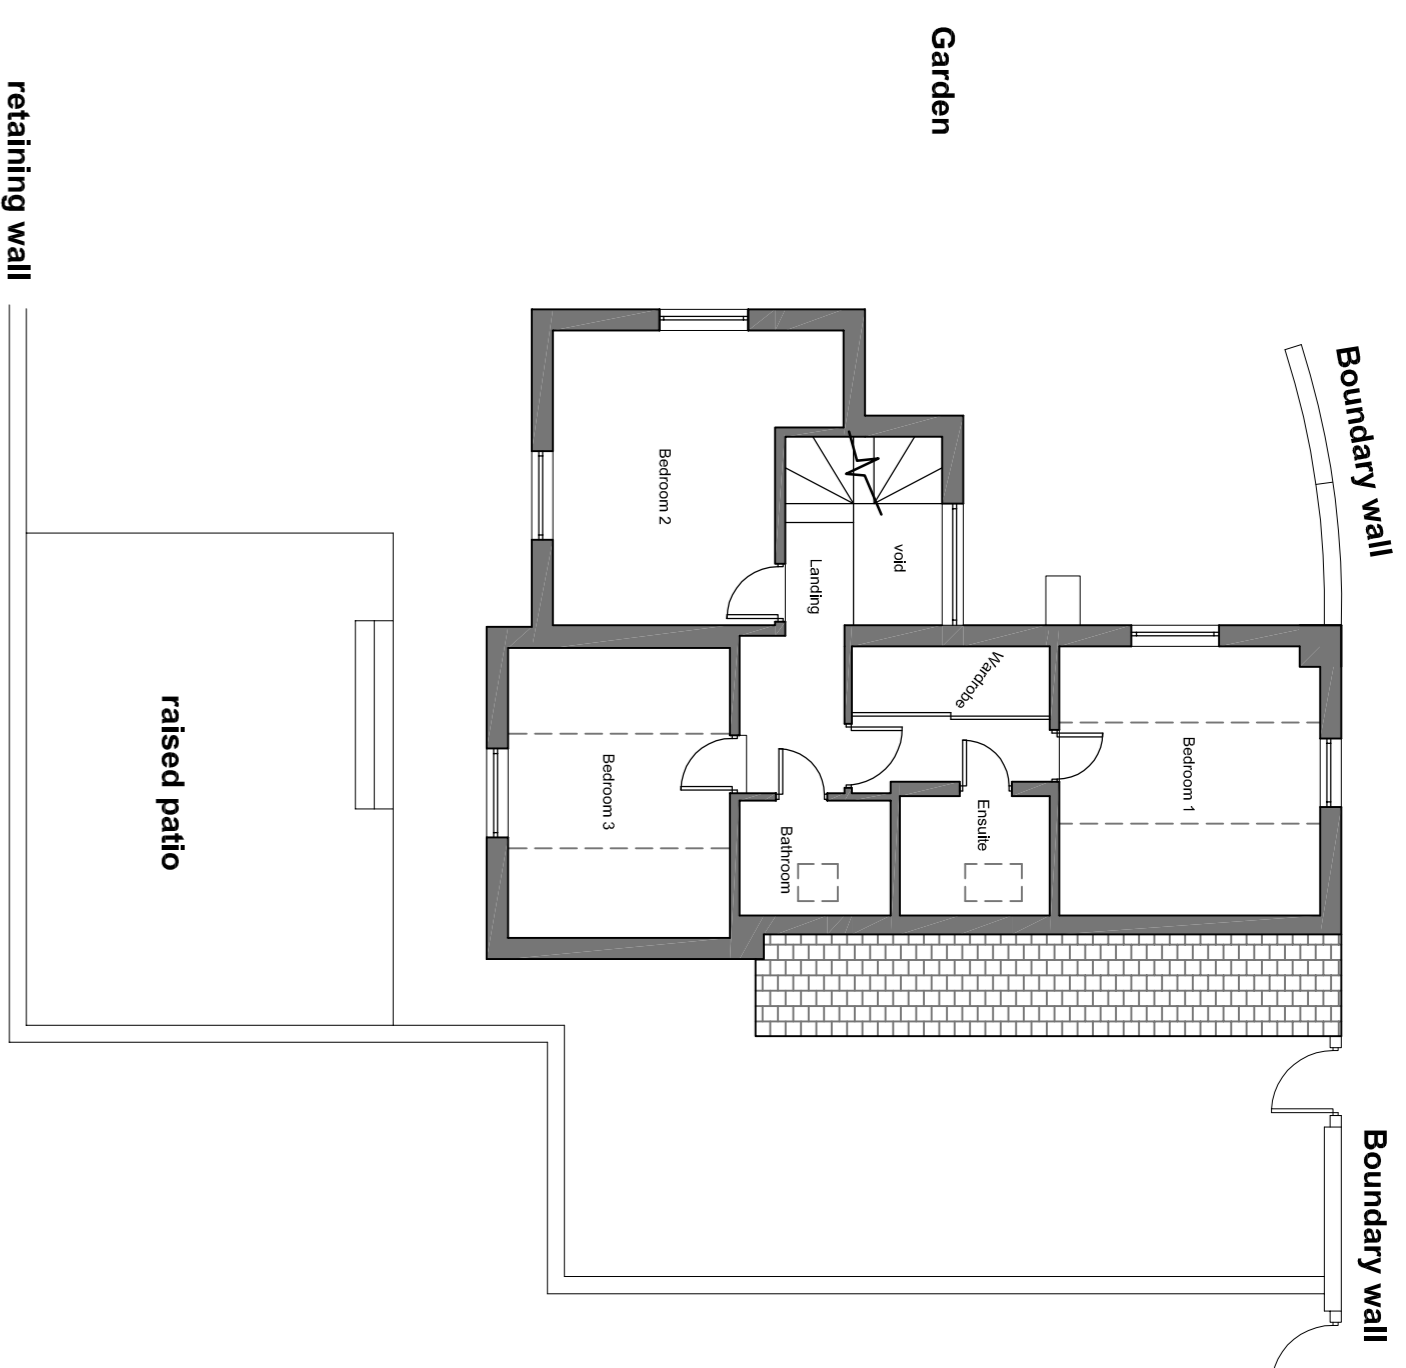 Garden
retaining wall
Boundary wall
Bedroom 2
void
Landing
Wardrobe
Bedroom 1
Bedroom 3
Ensuite
Bathroom
raised patio
Boundary wall